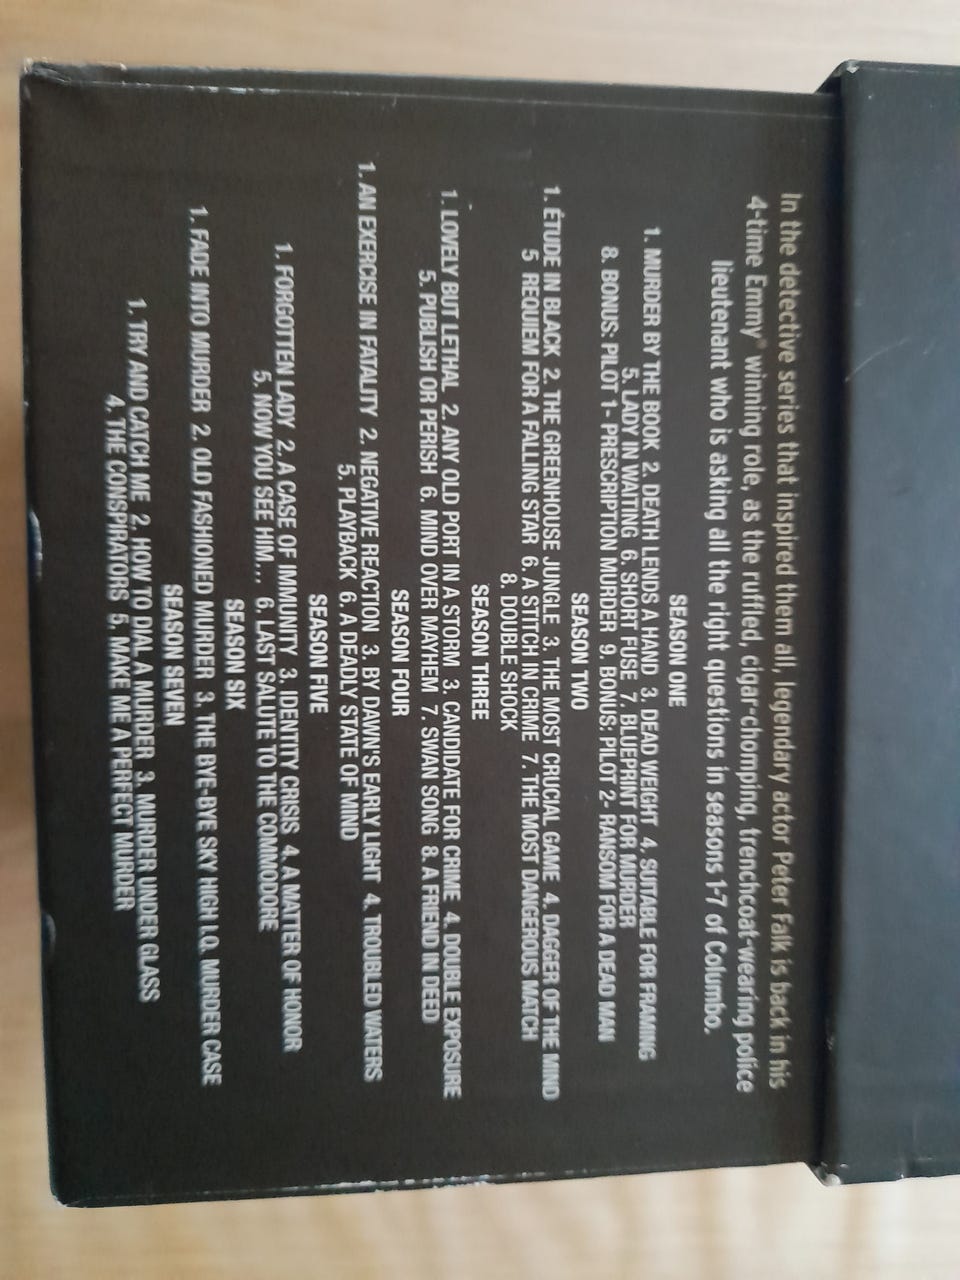 In the detective series that inspired them all, legendary actor Peter Falk is back in his
4-time Emmy® winning role, as the ruffled, cigar-chomping, trenchcoat-wearing police
lieutenant who is asking all the right questions in seasons 1-7 of Columbo.
SEASON ONE
1. MURDER BY THE BOOK 2. DEATH LENDS A HAND 3. DEAD WEIGHT 4. SUITABLE FOR FRAMING
5. LADY IN WAITING 6. SHORT FUSE 7. BLUEPRINT FOR MURDER
8. BONUS: PILOT 1- PRESCRIPTION MURDER 9. BONUS: PILOT 2- RANSOM FOR A DEAD MAN
SEASON TWO
1. ÉTUDE IN BLACK 2. THE GREENHOUSE JUNGLE 3. THE MOST CRUCIAL GAME 4. DAGGER OF THE MIND
5 REQUIEM FOR A FALLING STAR 6. A STITCH IN CRIME 7. THE MOST DANGEROUS MATCH
8. DOUBLE SHOCK
SEASON THREE
1. LOVELY BUT LETHAL 2. ANY OLD PORT IN A STORM 3. CANDIDATE FOR CRIME 4. DOUBLE EXPOSURE
5. PUBLISH OR PERISH 6. MIND OVER MAYHEM 7. SWAN SONG 8. A FRIEND IN DEED
SEASON FOUR
1. AN EXERCISE IN FATALITY 2. NEGATIVE REACTION 3. BY DAWN'S EARLY LIGHT 4. TROUBLED WATERS
5. PLAYBACK 6. A DEADLY STATE OF MIND
SEASON FIVE
1. FORGOTTEN LADY 2. A CASE OF IMMUNITY 3. IDENTITY CRISIS 4. A MATTER OF HONOR
5. NOW YOU SEE HIM... 6. LAST SALUTE TO THE COMMODORE
SEASON SIX
1. FADE INTO MURDER 2. OLD FASHIONED MURDER 3. THE BYE-BYE SKY HIGH I.Q. MURDER CASE
SEASON SEVEN
1. TRY AND CATCH ME 2. HOW TO DIAL A MURDER 3. MURDER UNDER GLASS
4. THE CONSPIRATORS 5. MAKE ME A PERFECT MURDER